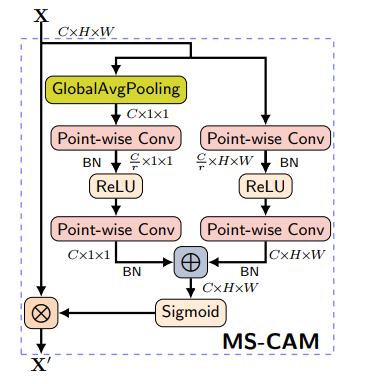 X
C×H×W
GlobalAvgPooling
C×1×1
Point-wise Conv
Point-wise Conv
BN
C/r×1×1
C/r×H×W
BN
ReLU
ReLU
Point-wise Conv
Point-wise Conv
C×1×1
C×H×W
BN
⊕
BN
C×H×W
⊗
Sigmoid
MS-CAM
X′